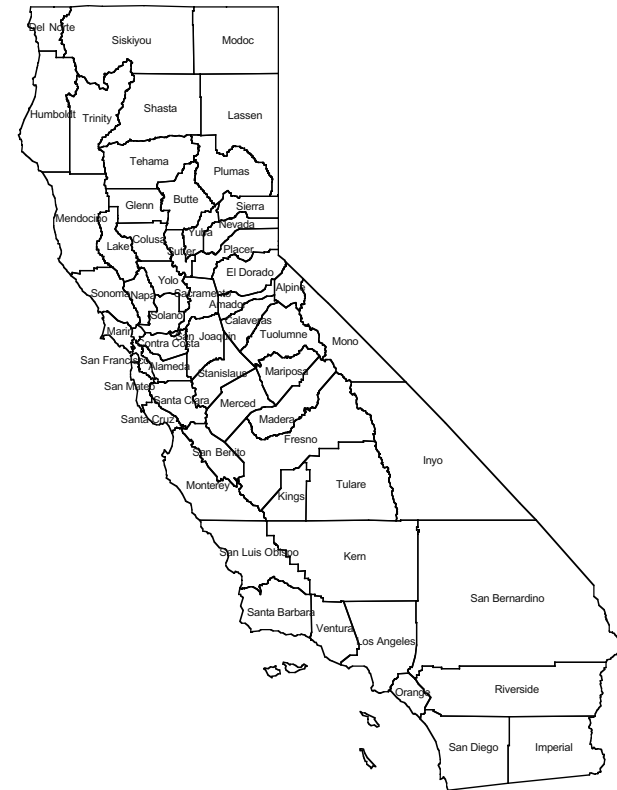 Del Norte
Siskiyou
Modoc
Humboldt
Trinity
Shasta
Lassen
Tehama
Plumas
Glenn
Butte
Sierra
Mendocino
Lake
Colusa
Sutter
Yuba
Nevada
Placer
Sonoma
Napa
Yolo
El Dorado
Sacramento
Alpine
Amador
Solano
Marin
Contra Costa
San Joaquin
Calaveras
Tuolumne
Mono
San Francisco
Alameda
Stanislaus
Mariposa
San Mateo
Santa Clara
Merced
Santa Cruz
Madera
Fresno
San Benito
Inyo
Monterey
Kings
Tulare
San Luis Obispo
Kern
San Bernardino
Santa Barbara
Ventura
Los Angeles
Orange
Riverside
San Diego
Imperial